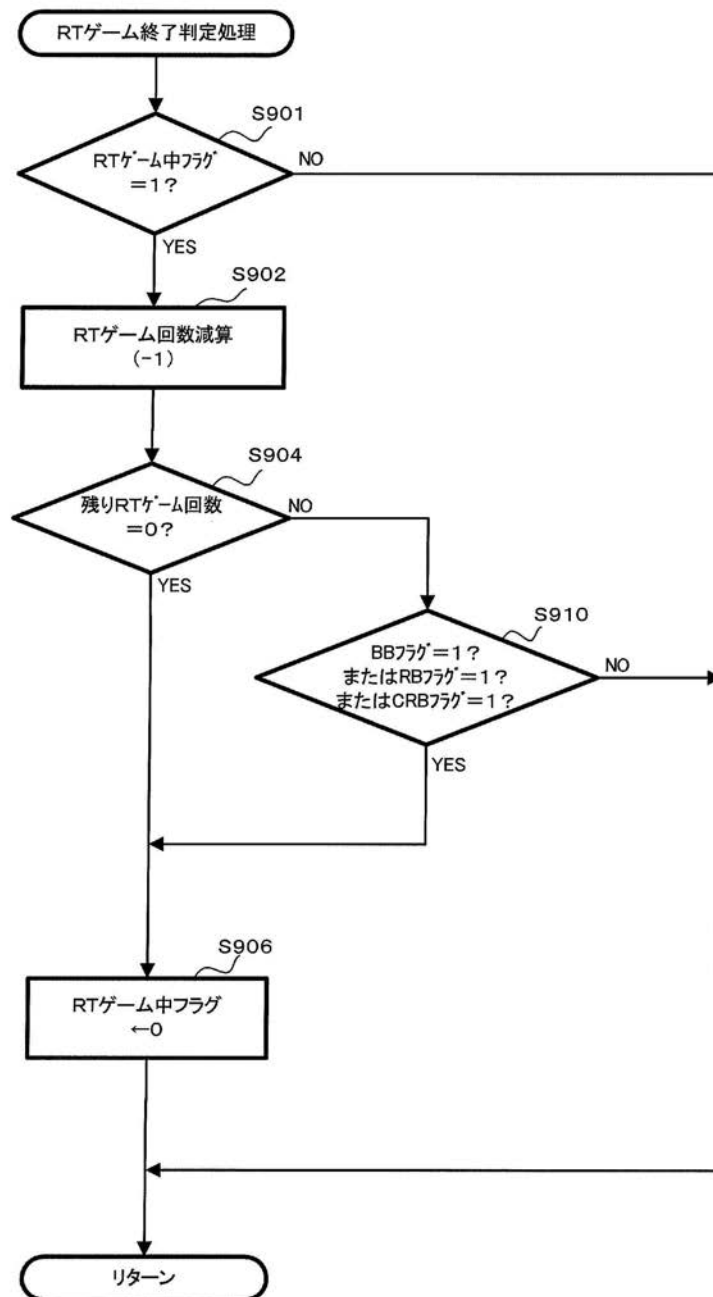 RTゲーム終了判定処理
S901
RTゲーム中フラグ
=1?
NO
YES
S902
RTゲーム回数減算
(-1)
S904
残りRTゲーム回数
=0?
NO
YES
S910
BBフラグ=1?
またはRBフラグ=1?
またはCRBフラグ=1?
NO
YES
S906
RTゲーム中フラグ
←0
リターン